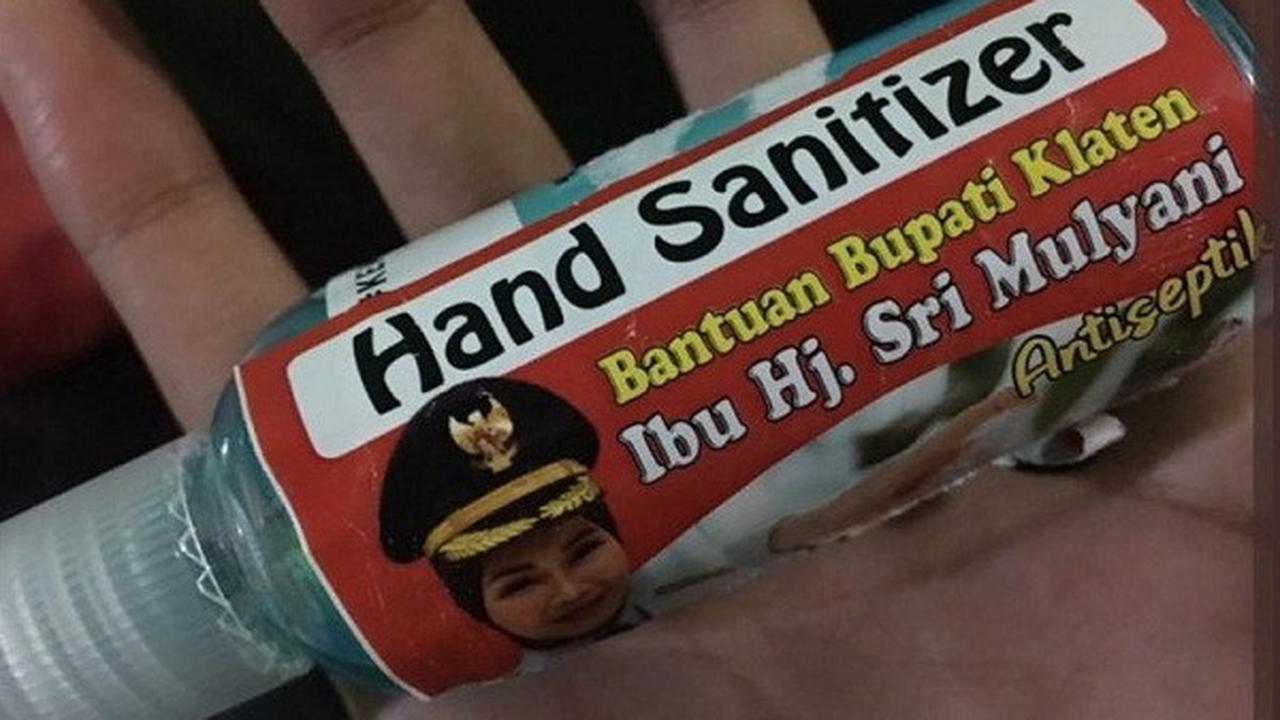 Hand Sanitizer
Bantuan Bupati Klaten
Ibu Hj. Sri Mulyani
Antiseptik